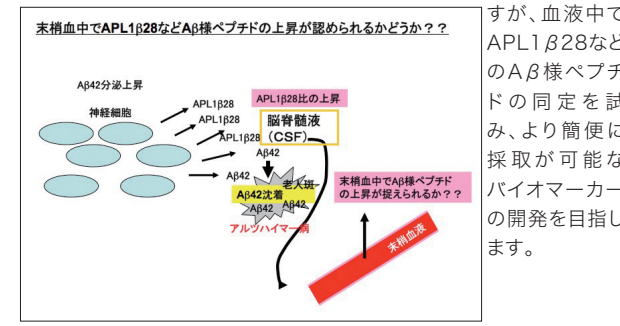 末梢血中でAPL1β28などAβ様ペプチドの上昇が認められるかどうか？？
Aβ42分泌上昇
神経細胞
APL1β28
APL1β28
APL1β28
Aβ42
Aβ42
APL1β28比の上昇
脳脊髄液
（CSF）
老人斑
Aβ42沈着
Aβ42
Aβ42
アルツハイマー病
末梢血中でAβ様ペプチド
の上昇が捉えられるか？？
末梢血液
すが、血液中で
APL1β28など
のAβ様ペプチ
ドの同定を試
み、より簡便に
採取が可能な
バイオマーカー
の開発を目指し
ます。